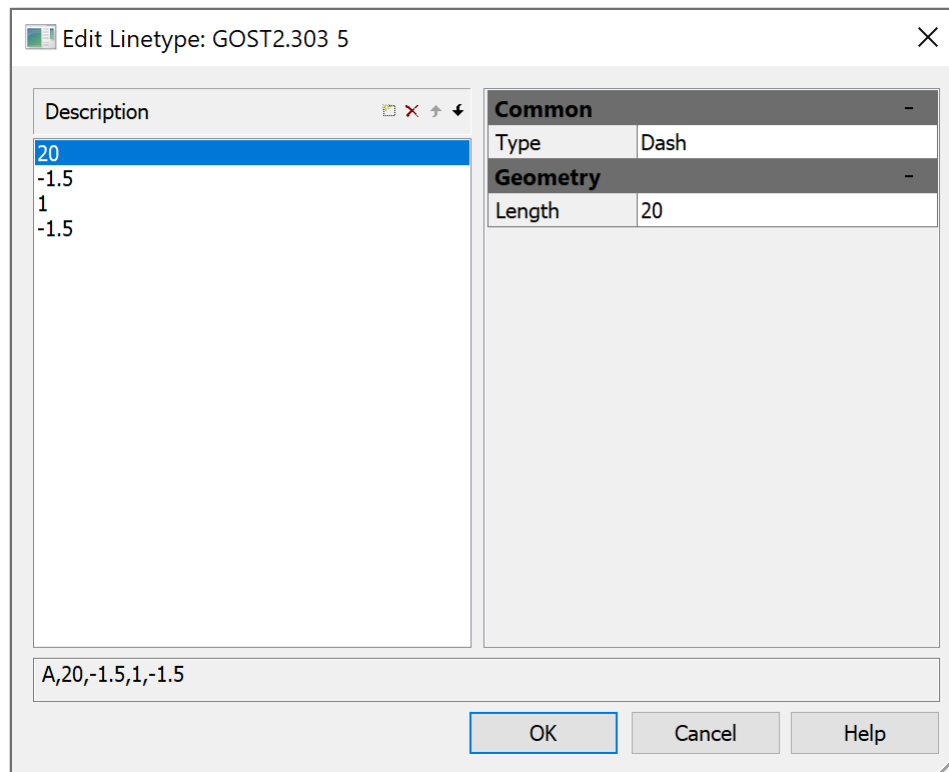 Edit Linetype: GOST2.303 5
Description
20
-1.5
1
-1.5
Common
Type Dash
Geometry
Length 20
A,20,-1.5,1,-1.5
OK Cancel Help